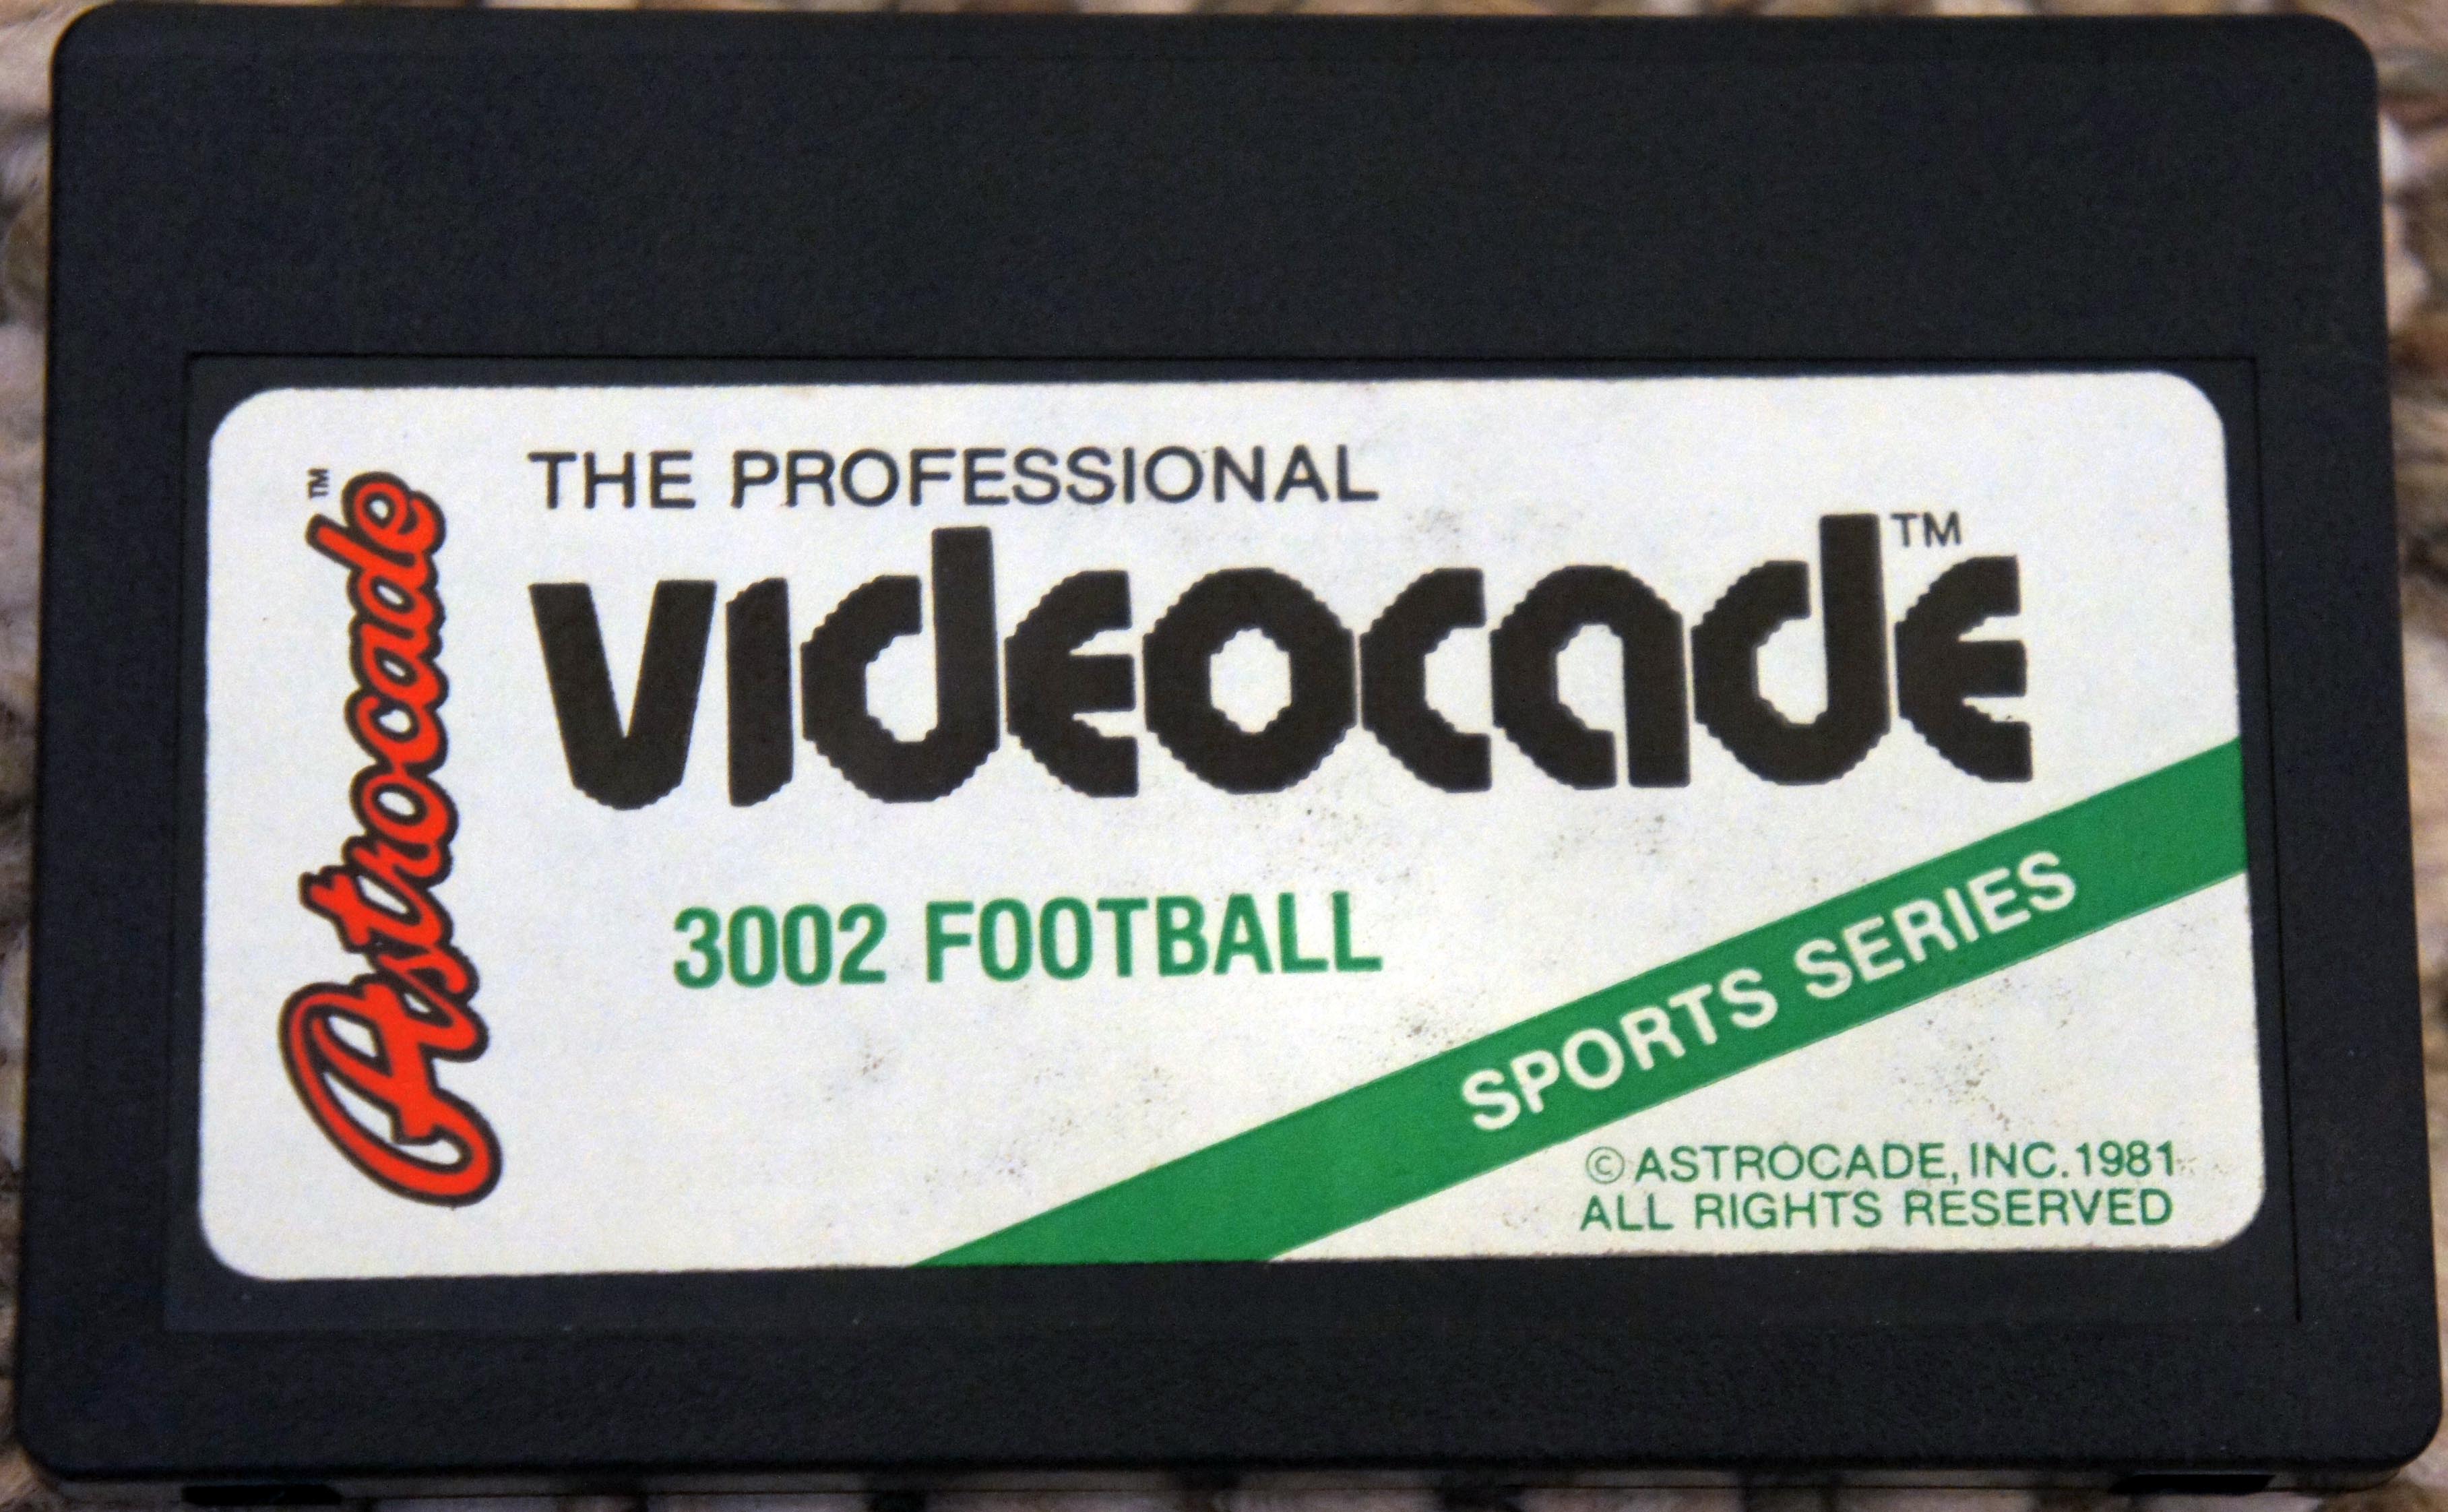 Astrocade™
THE PROFESSIONAL
VIDEOCADE™
3002 FOOTBALL
SPORTS SERIES
©ASTROCADE, INC. 1981
ALL RIGHTS RESERVED